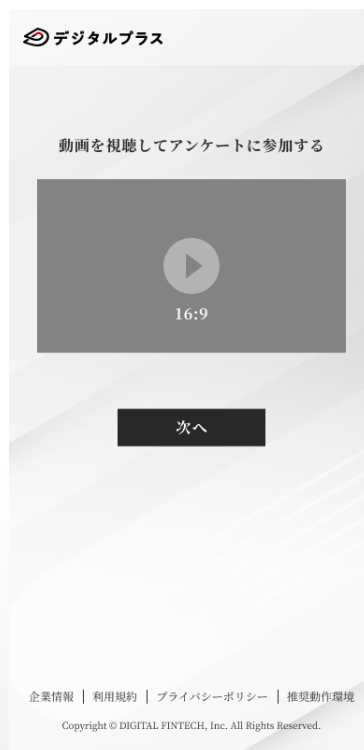 デジタルプラス
動画を視聴してアンケートに参加する
16:9
次へ
企業情報 | 利用規約 | プライバシーポリシー | 推奨動作環境
Copyright © DIGITAL FINTECH, Inc. All Rights Reserved.